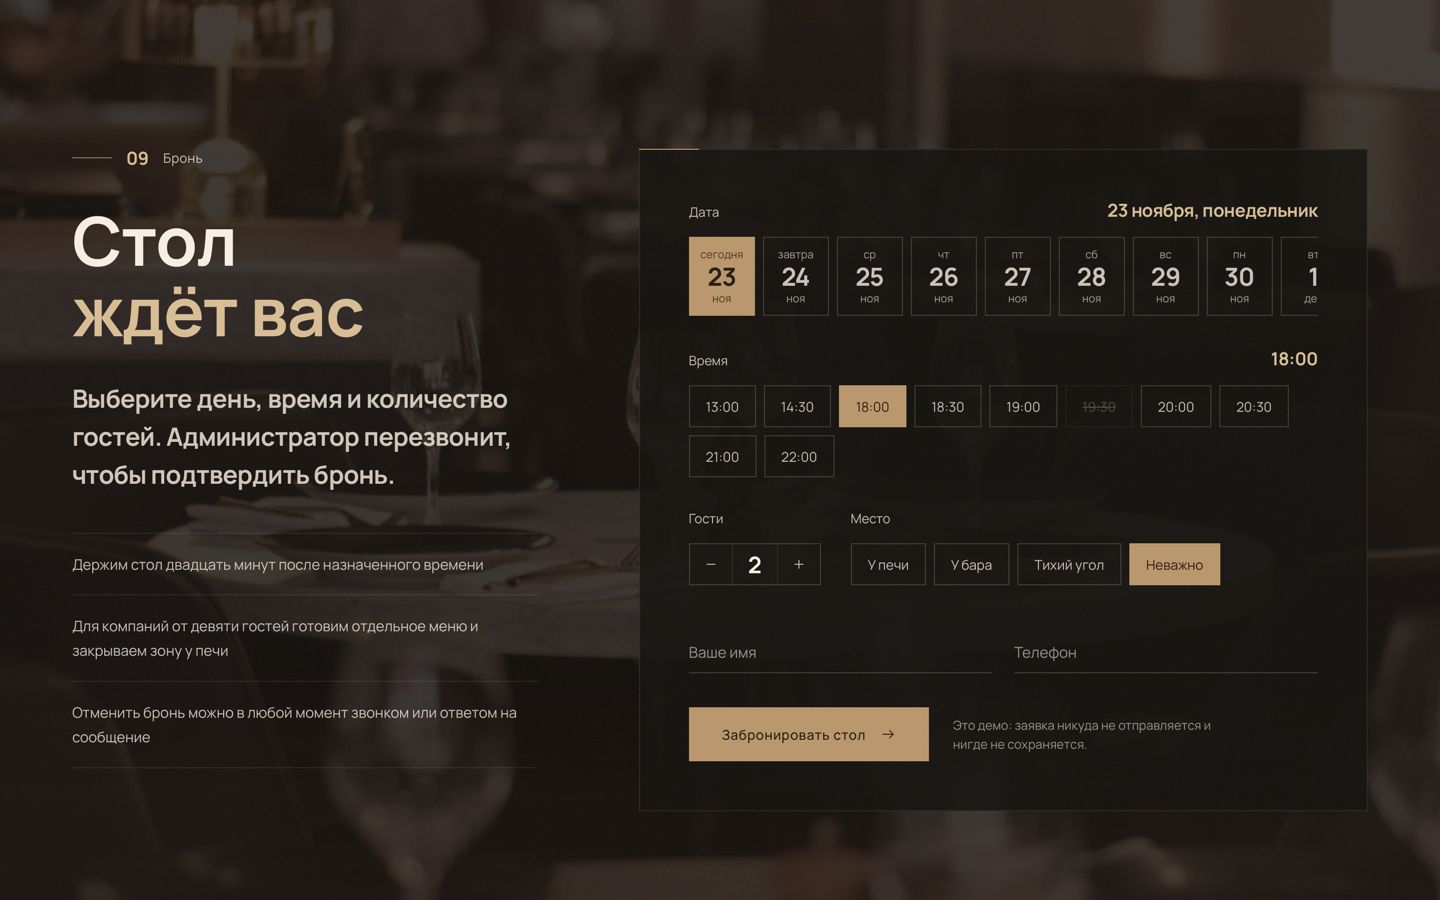 09 Бронь
Стол
ждёт вас
Выберите день, время и количество
гостей. Администратор перезвонит,
чтобы подтвердить бронь.
Держим стол двадцать минут после назначенного времени
Для компаний от девяти гостей готовим отдельное меню и
закрываем зону у печи
Отменить бронь можно в любой момент звонком или ответом на
сообщение
Дата 23 ноября, понедельник
сегодня завтра ср чт пт сб вс пн вт
23 24 25 26 27 28 29 30 1
ноя ноя ноя ноя ноя ноя ноя ноя де
Время 18:00
13:00 14:30 18:00 18:30 19:00 19:30 20:00 20:30
21:00 22:00
Гости Место
− 2 + У печи У бара Тихий угол Неважно
Ваше имя Телефон
Забронировать стол →
Это демо: заявка никуда не отправляется и
нигде не сохраняется.